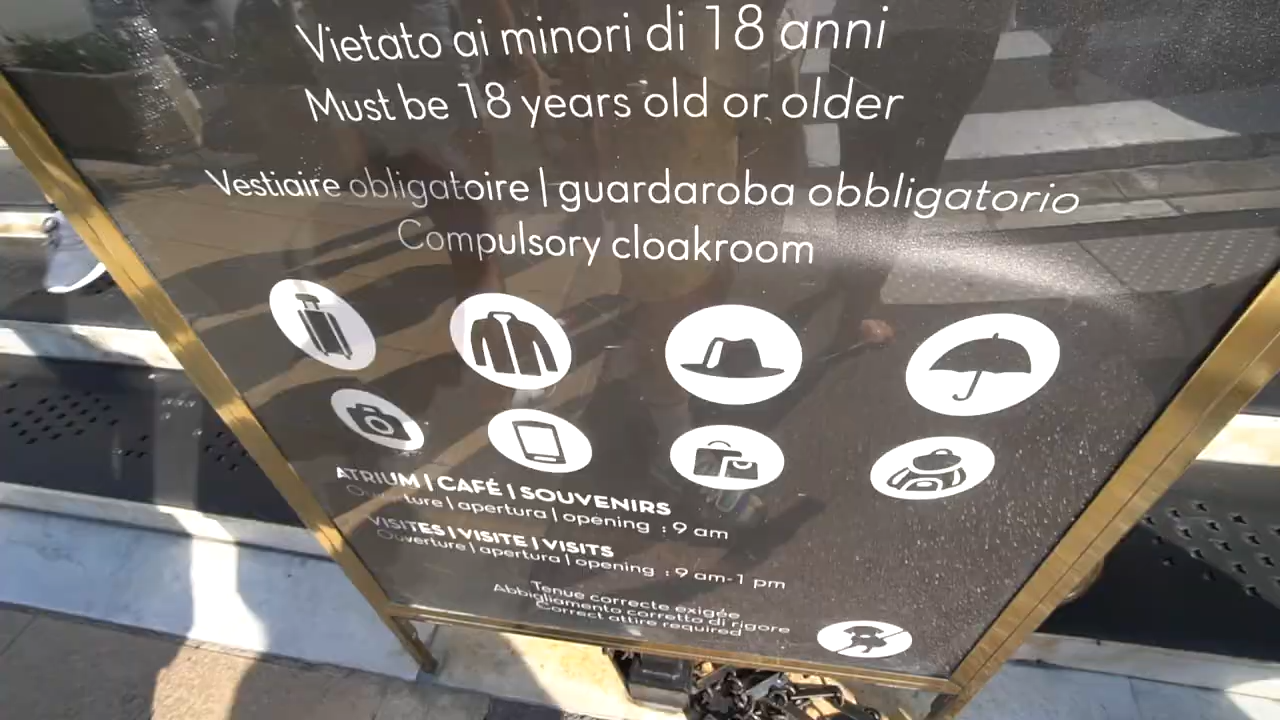 Vietato ai minori di 18 anni
Must be 18 years old or older
Vestiaire obligatoire | guardaroba obbligatorio
Compulsory cloakroom
ATRIUM | CAFÉ | SOUVENIRS
Ouverture | apertura | opening : 9 am
VISITES | VISITE | VISITS
Ouverture | apertura | opening : 9 am-1 pm
Tenue correcte exigée
Abbigliamento corretto di rigore
Correct attire required